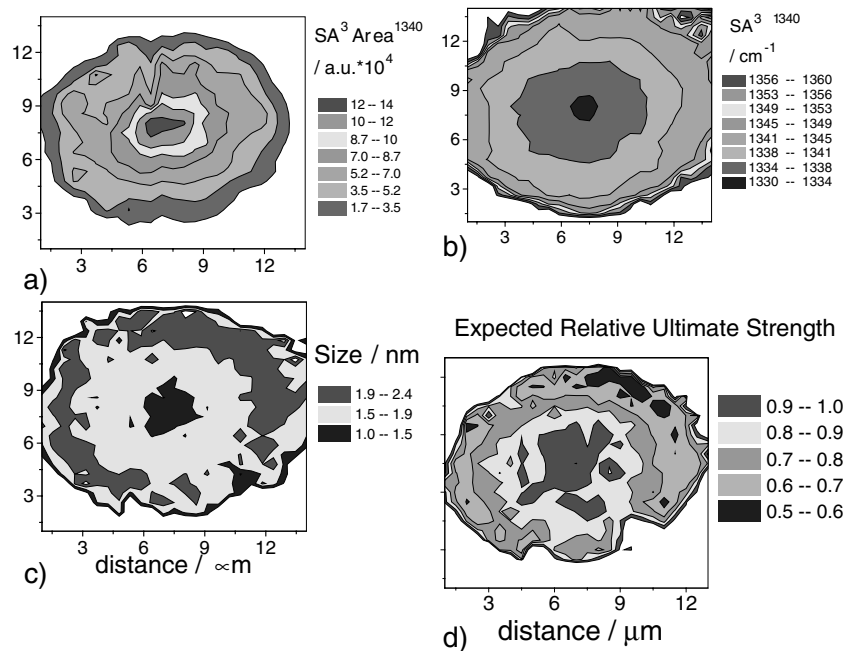 SA³ Area¹³⁴⁰
/ a.u.*10⁴
12 -- 14
10 -- 12
8.7 -- 10
7.0 -- 8.7
5.2 -- 7.0
3.5 -- 5.2
1.7 -- 3.5
12
9
6
3
3 6 9 12
a)
SA³ ¹³⁴⁰
/ cm⁻¹
1356 -- 1360
1353 -- 1356
1349 -- 1353
1345 -- 1349
1341 -- 1345
1338 -- 1341
1334 -- 1338
1330 -- 1334
12
9
6
3
3 6 9 12
b)
Size / nm
1.9 -- 2.4
1.5 -- 1.9
1.0 -- 1.5
12
9
6
3
3 6 9 12
distance / ∝m
c)
Expected Relative Ultimate Strength
0.9 -- 1.0
0.8 -- 0.9
0.7 -- 0.8
0.6 -- 0.7
0.5 -- 0.6
3 6 9 12
distance / μm
d)